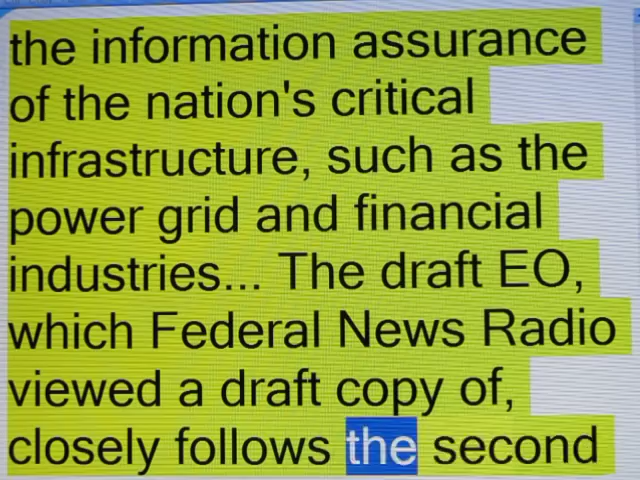 the information assurance
of the nation's critical
infrastructure, such as the
power grid and financial
industries... The draft EO,
which Federal News Radio
viewed a draft copy of,
closely follows the second